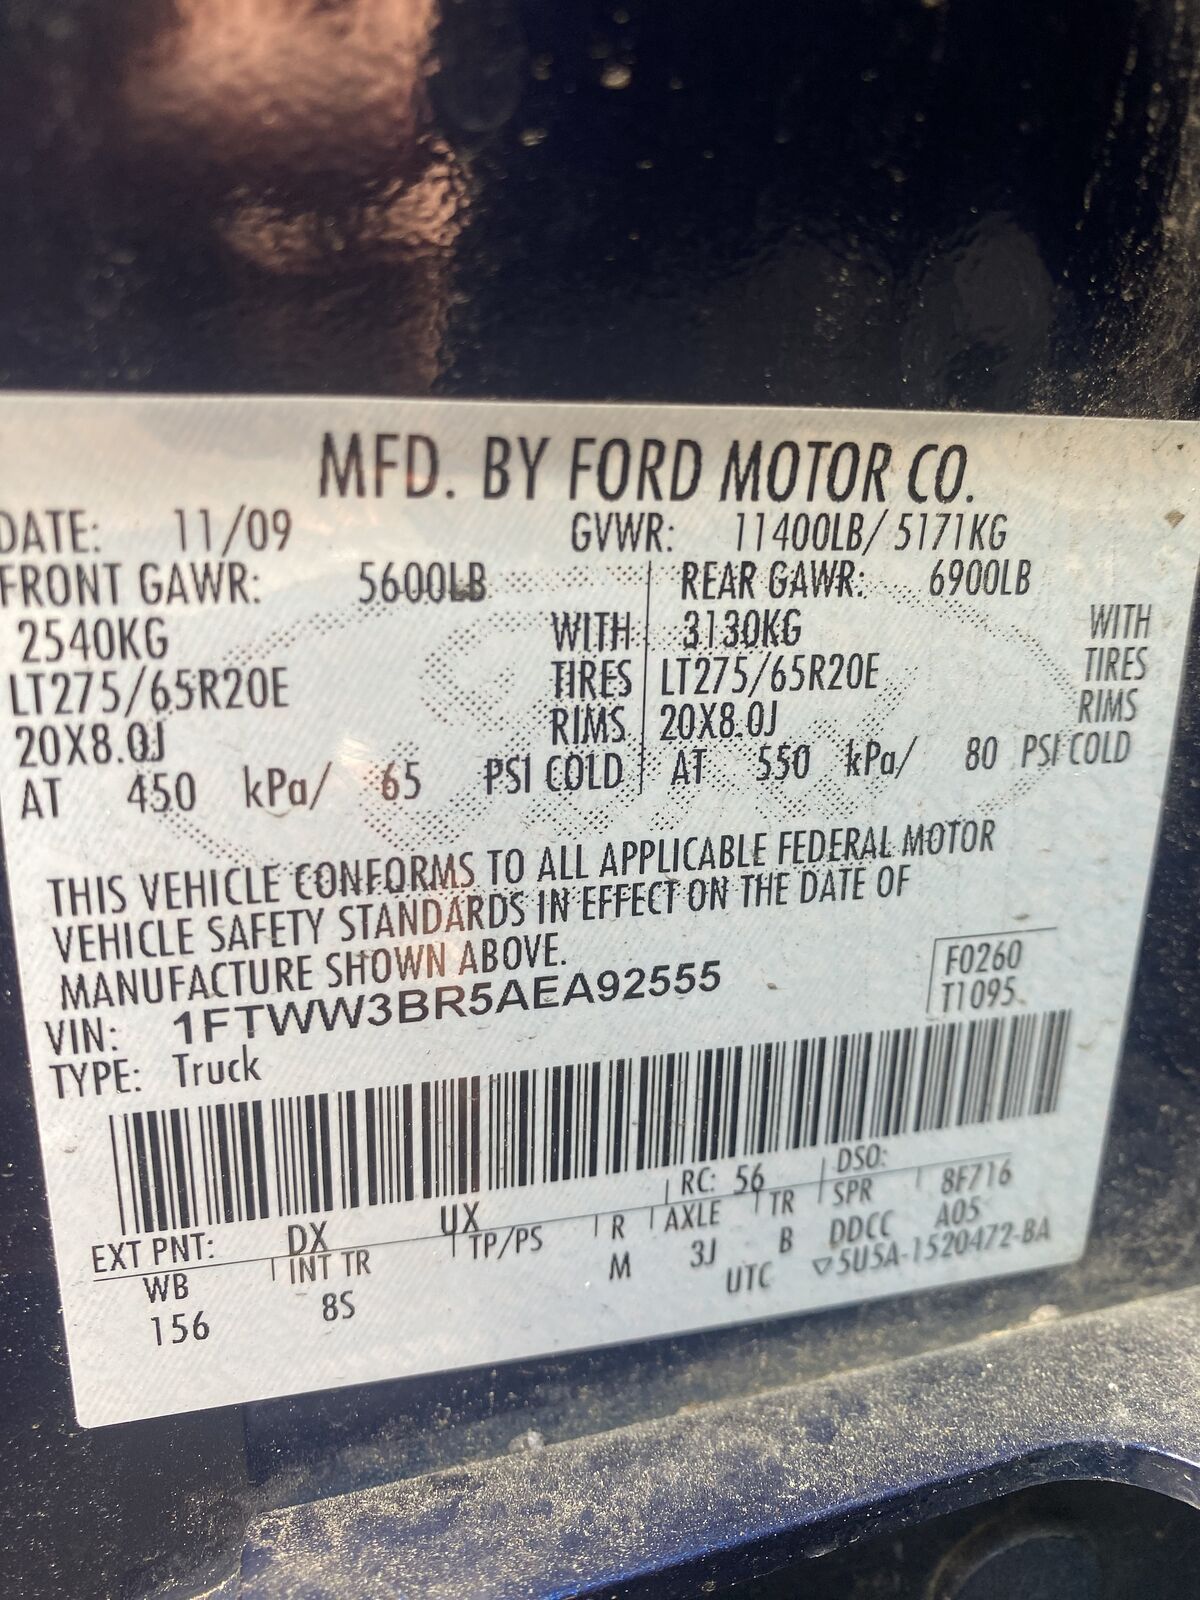 MFD. BY FORD MOTOR CO.
DATE: 11/09 GVWR: 11400LB/ 5171KG
FRONT GAWR: 5600LB REAR GAWR: 6900LB
2540KG WITH 3130KG WITH
LT275/65R20E TIRES LT275/65R20E TIRES
20X8.0J RIMS 20X8.0J RIMS
AT 450 kPa/ 65 PSI COLD AT 550 kPa/ 80 PSI COLD
THIS VEHICLE CONFORMS TO ALL APPLICABLE FEDERAL MOTOR
VEHICLE SAFETY STANDARDS IN EFFECT ON THE DATE OF
MANUFACTURE SHOWN ABOVE.
F0260
VIN: 1FTWW3BR5AEA92555
T1095
TYPE: Truck
RC: 56 DSO:
EXT PNT: DX UX 8F716
WB INT TR TP/PS R AXLE TR SPR A05
156 8S M 3J B DDCC
UTC ▽5U5A-1520472-BA